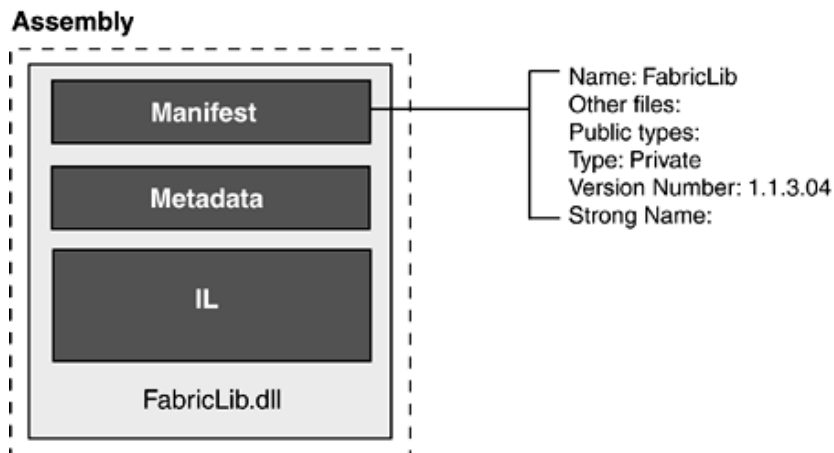 Assembly
Manifest
Metadata
IL
FabricLib.dll
Name: FabricLib
Other files:
Public types:
Type: Private
Version Number: 1.1.3.04
Strong Name: